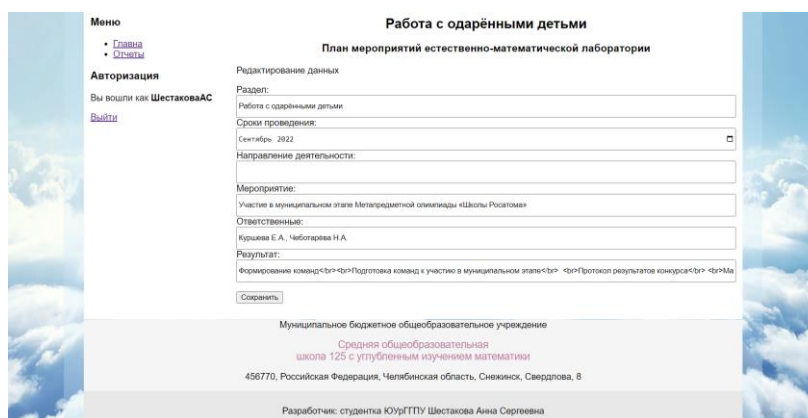 Меню
Главна
Отчеты
Авторизация
Вы вошли как ШестаковаАС
Выйти
Работа с одарёнными детьми
План мероприятий естественно-математической лаборатории
Редактирование данных
Раздел:
Работа с одарёнными детьми
Сроки проведения:
Сентябрь 2022
Направление деятельности:
Мероприятие:
Участие в муниципальном этапе Метапредметной олимпиады «Школы Росатома»
Ответственные:
Куршева Е.А., Чеботарёва Н.А.
Результат:
Формирование команд</br><br>Подготовка команд к участию в муниципальном этапе</br> <br>Протокол результатов конкурса</br> <br>Ма
Сохранить
Муниципальное бюджетное общеобразовательное учреждение
Средняя общеобразовательная
школа 125 с углубленным изучением математики
456770, Российская Федерация, Челябинская область, Снежинск, Свердлова, 8
Разработчик: студентка ЮУрГГПУ Шестакова Анна Сергеевна